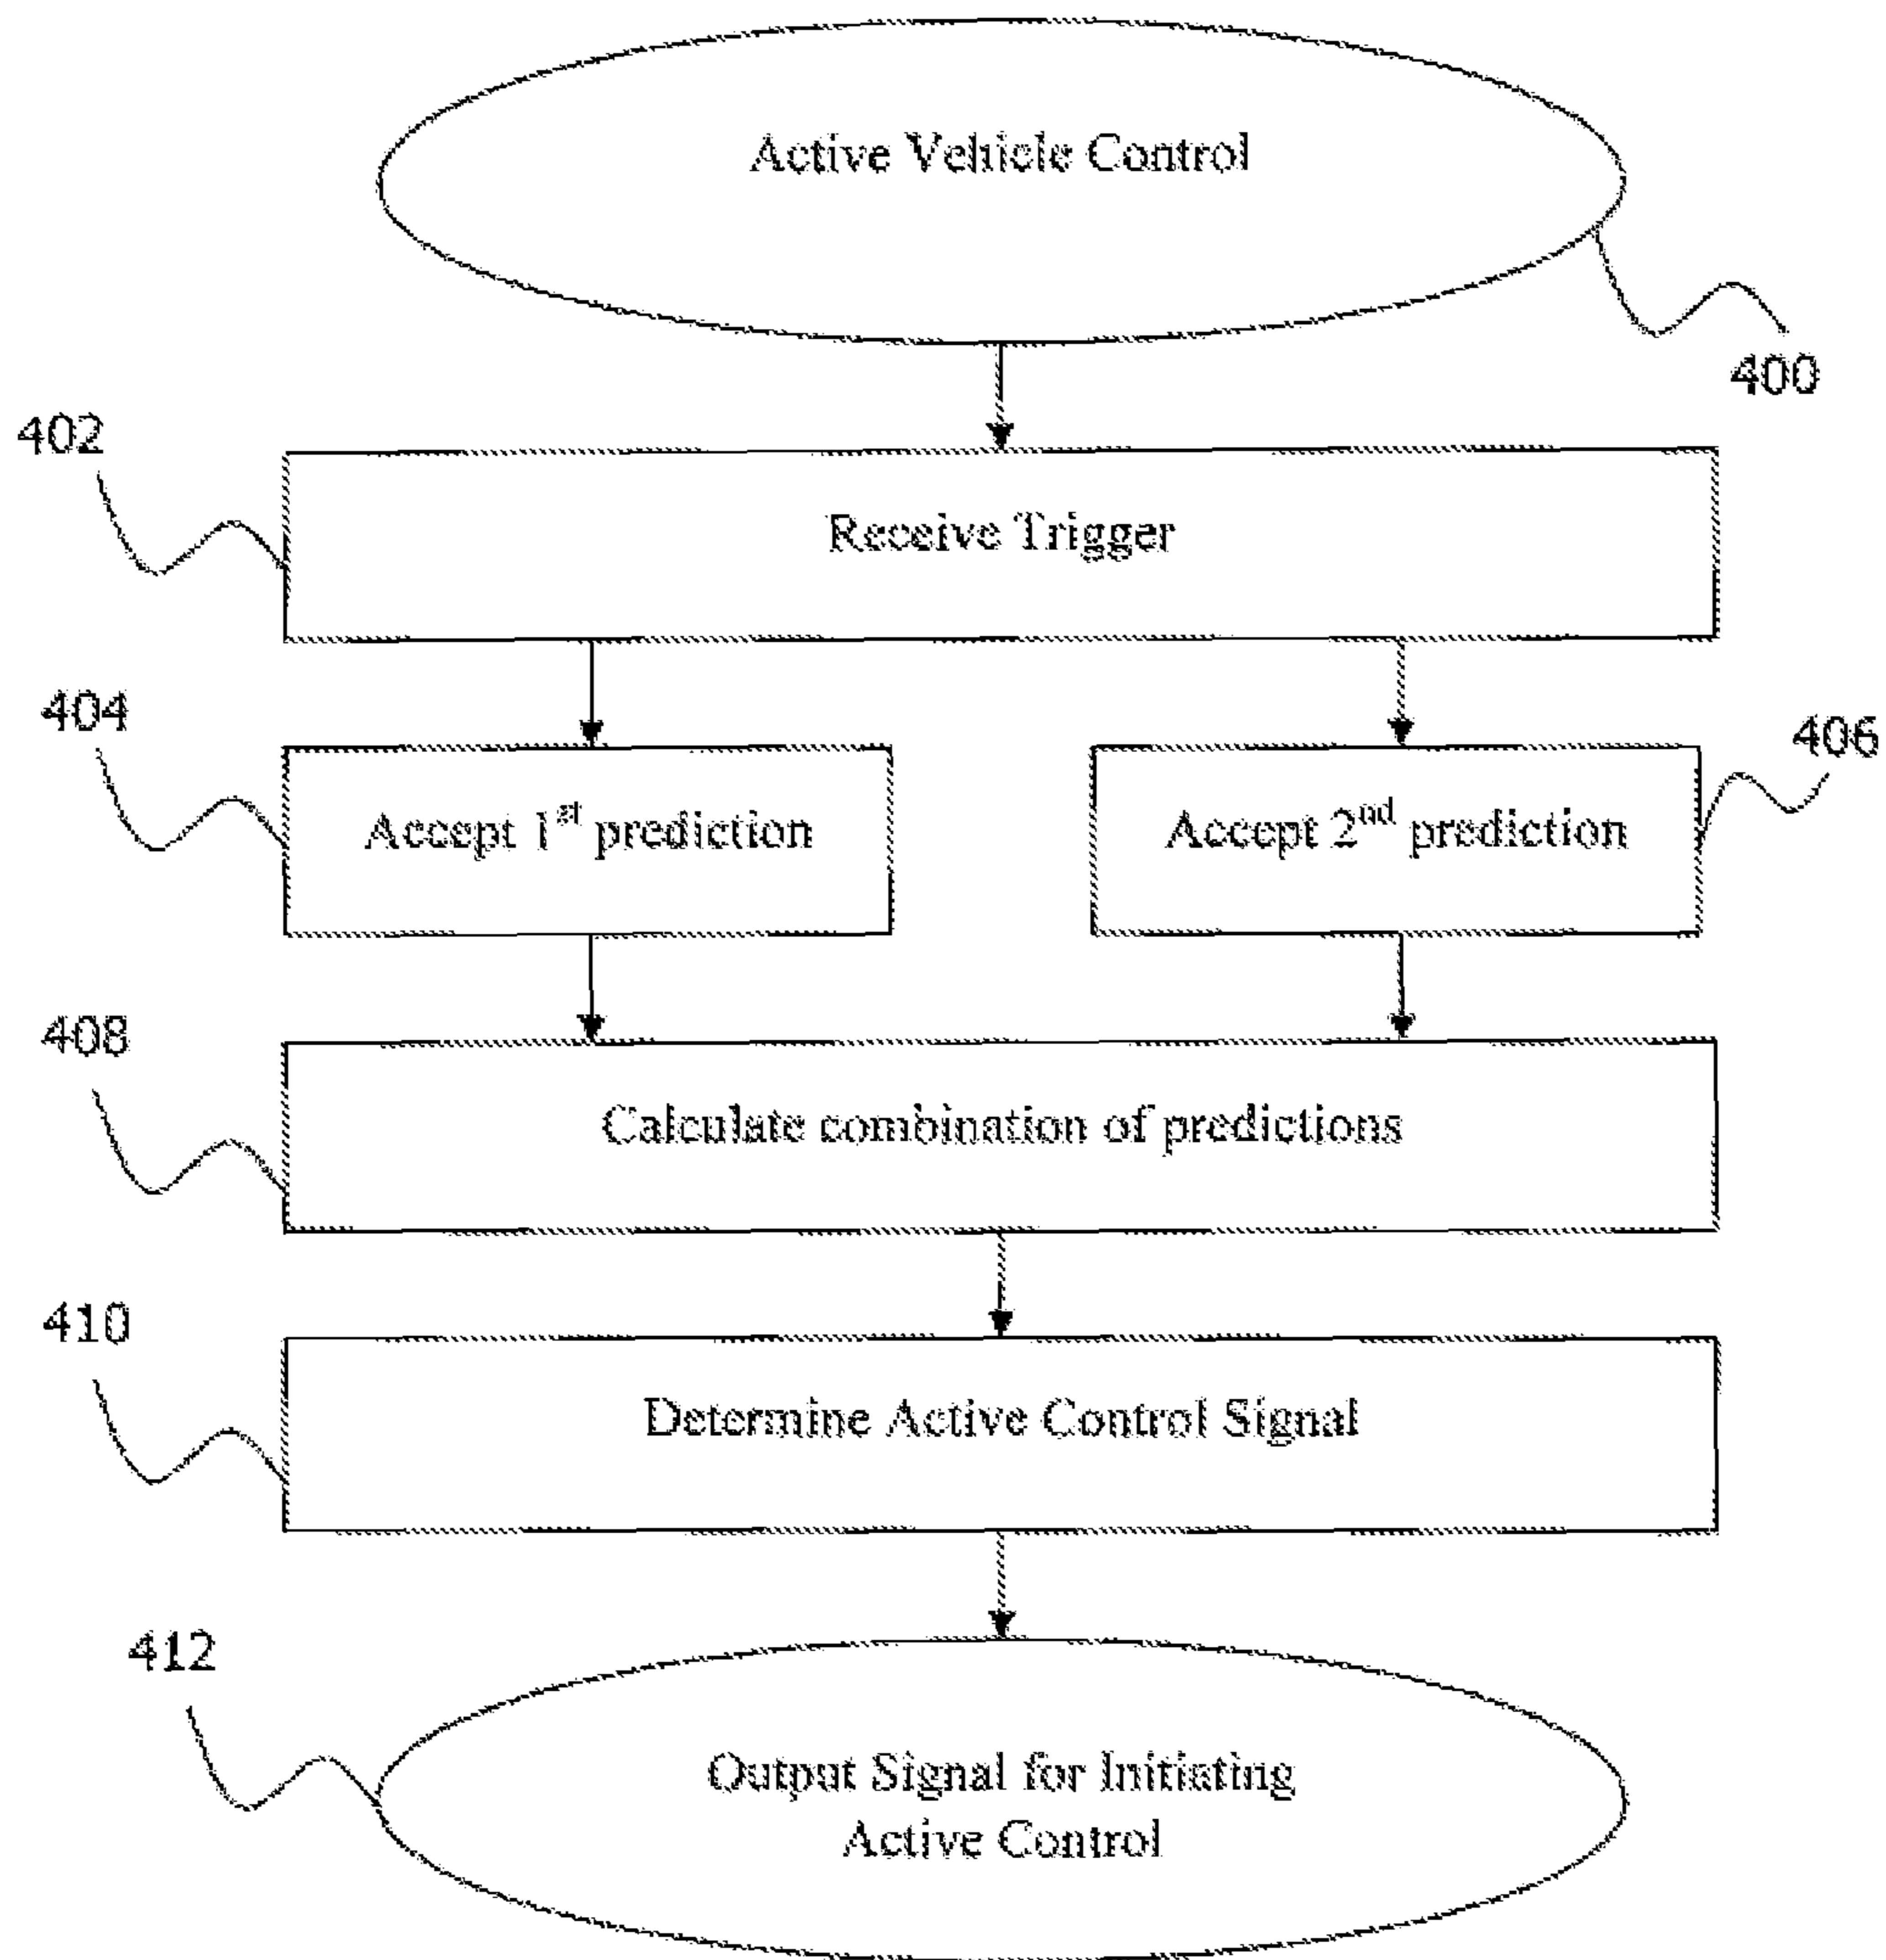 Active Vehicle Control
400
402
Receive Trigger
404
406
Accept 1st prediction
Accept 2nd prediction
408
Calculate combination of predictions
410
Determine Active Control Signal
412
Output Signal for Initiating
Active Control